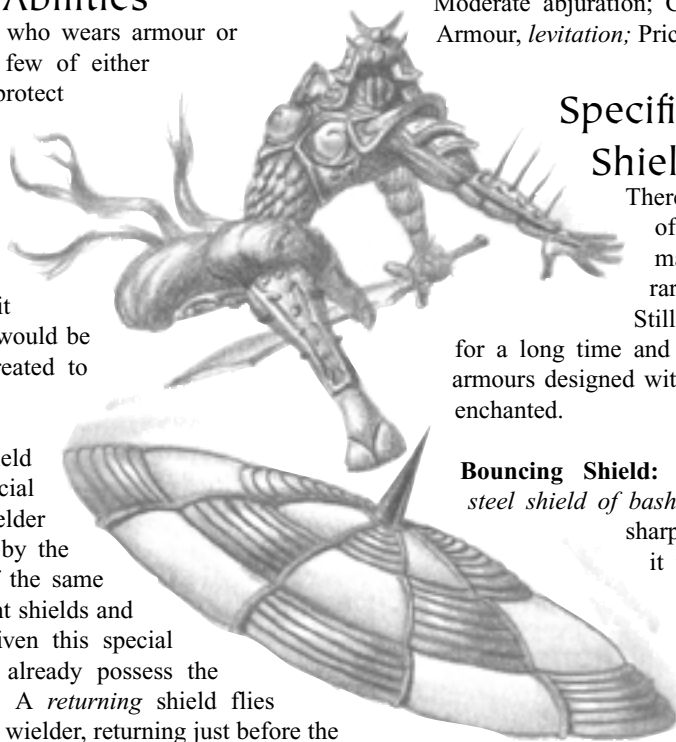 Abilities
who wears armour or
few of either
protect
it
would be
reated to
eld
cial
elder
by the
f the same
nt shields and
iven this special
already possess the
A returning shield flies
wielder, returning just before the
Moderate abjuration; C
Armour, levitation; Pric
Specifi
Shiel
There
of
ma
rar
Still
for a long time and
armours designed wit
enchanted.
Bouncing Shield:
steel shield of bash
sharp
it